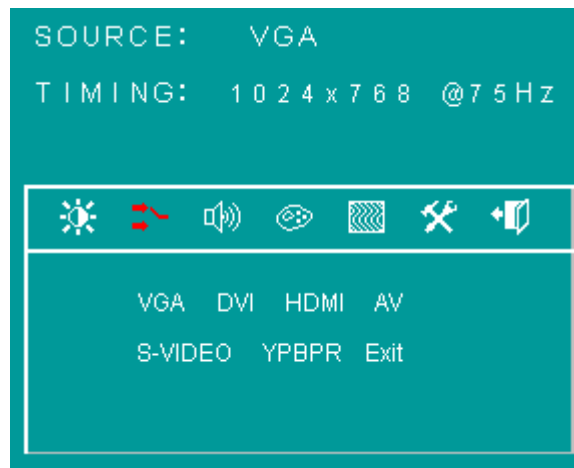 SOURCE: VGA
TIMING: 1024x768 @75Hz
VGA DVI HDMI AV
S-VIDEO YPBPR Exit